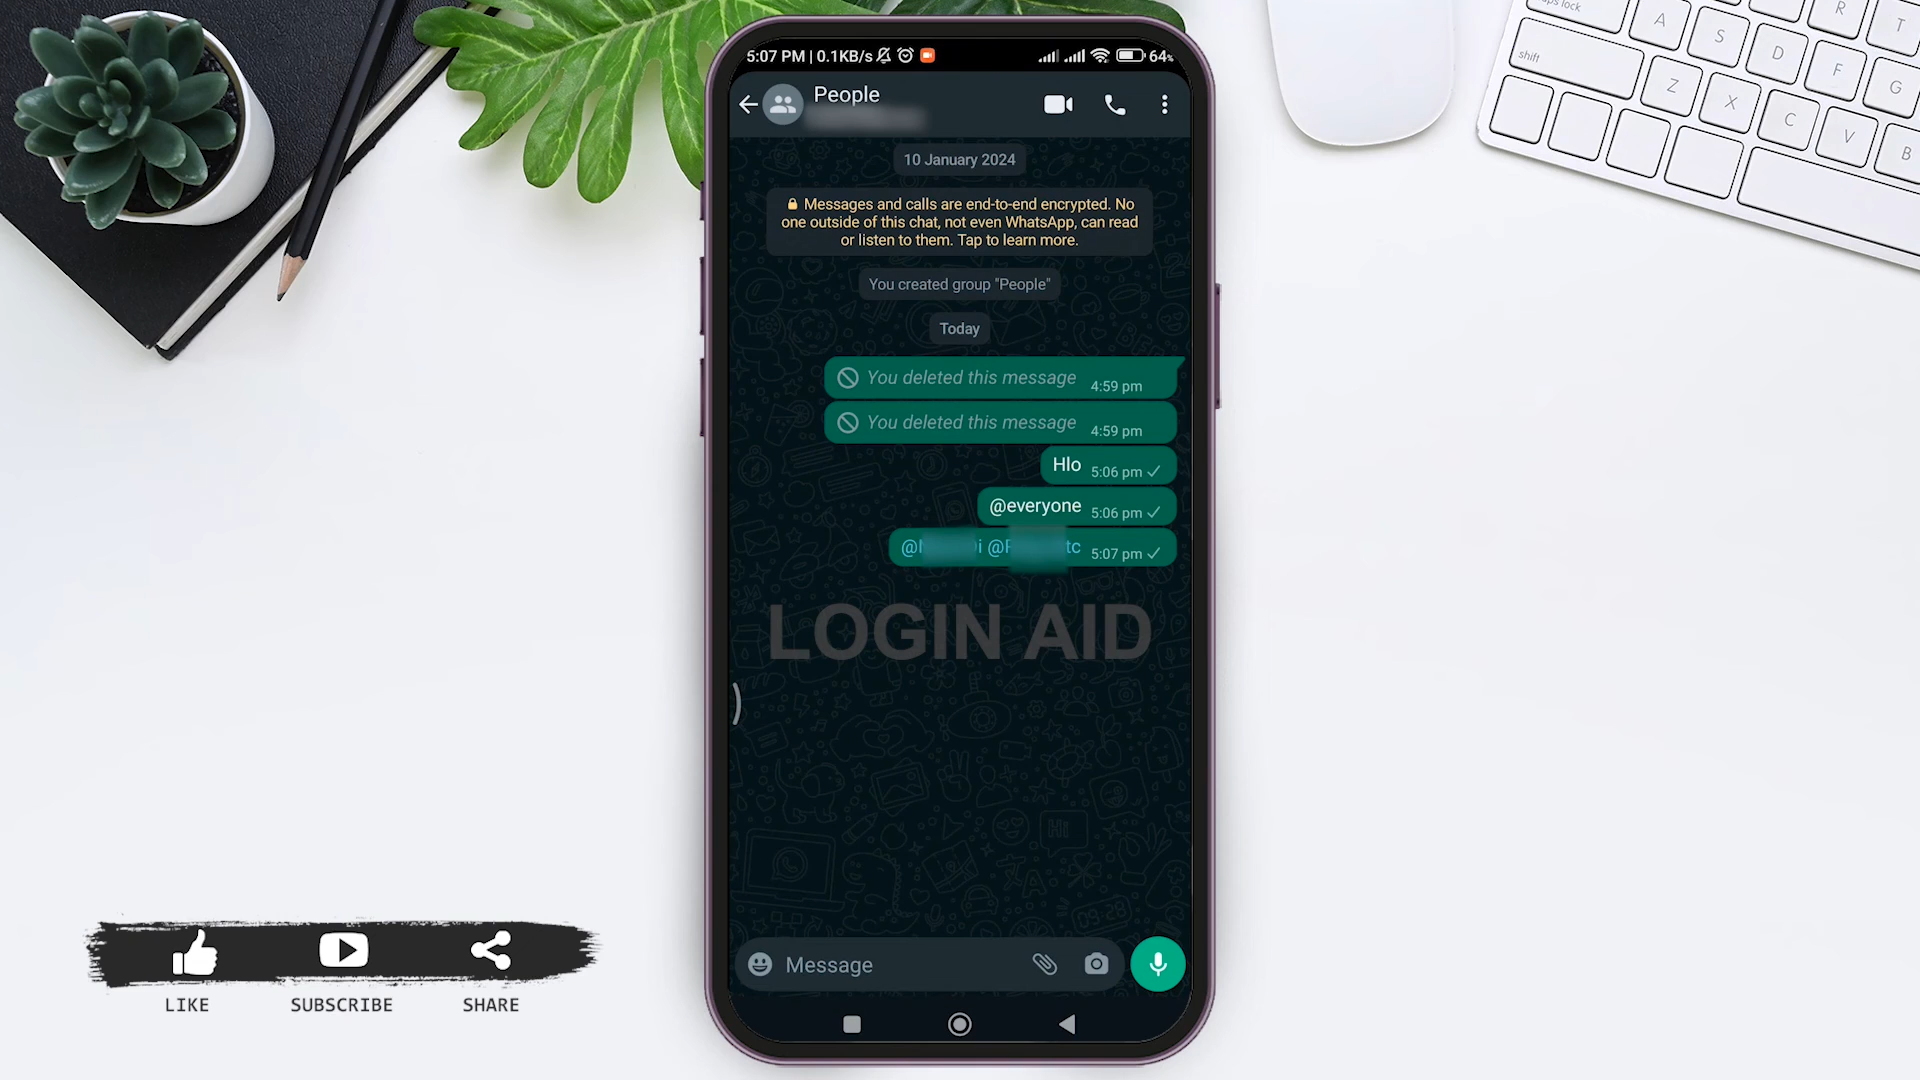 5:07 PM | 0.1KB/s 64%
People
10 January 2024
Messages and calls are end-to-end encrypted. No
one outside of this chat, not even WhatsApp, can read
or listen to them. Tap to learn more.
You created group "People"
Today
You deleted this message 4:59 pm
You deleted this message 4:59 pm
Hlo 5:06 pm
@everyone 5:06 pm
5:07 pm
LOGIN AID
Message
LIKE SUBSCRIBE SHARE
caps lock A S D F G R T
shift Z X C V B